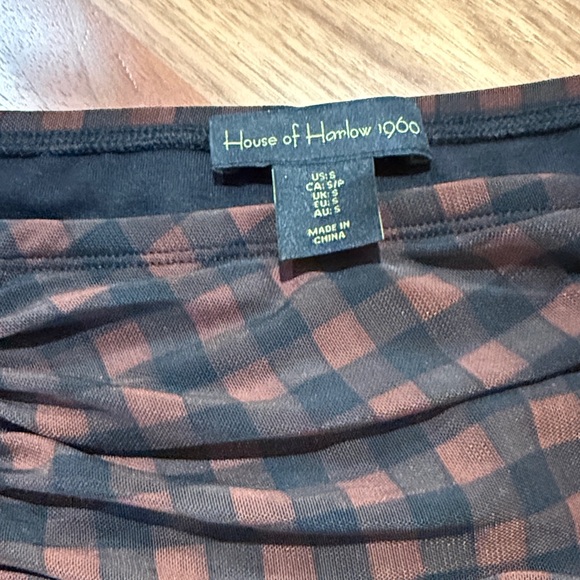 House of Harlow 1960
US: S
CA: S/P
UK: S
EU: S
AU: S
MADE IN
CHINA